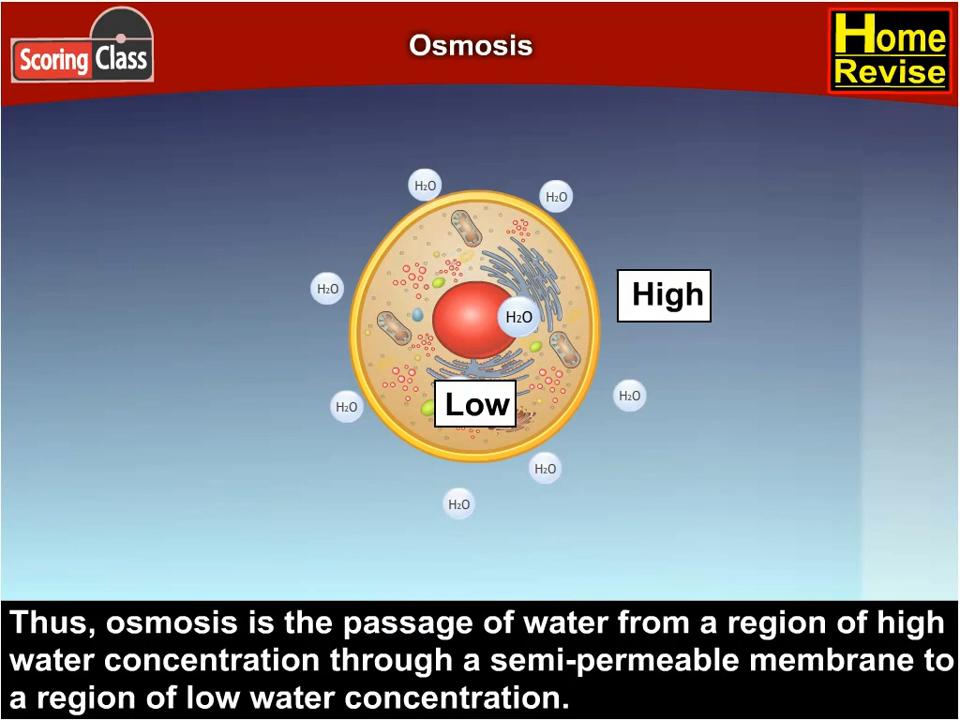 Scoring Class
Osmosis
Home
Revise
H₂O
H₂O
H₂O
High
H₂O
Low
H₂O
H₂O
H₂O
H₂O
Thus, osmosis is the passage of water from a region of high
water concentration through a semi-permeable membrane to
a region of low water concentration.